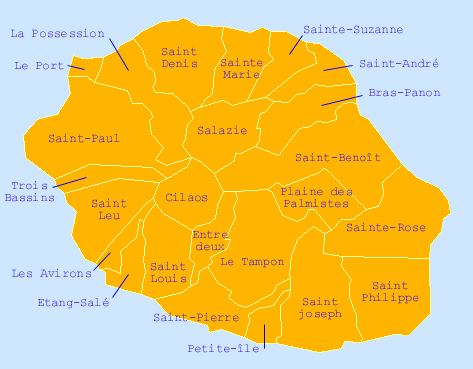 Sainte-Suzanne
La Possession
Saint
Denis
Sainte
Marie
Le Port
Saint-André
Bras-Panon
Saint-Paul
Salazie
Saint-Benoît
Trois
Bassins
Saint
Leu
Cilaos
Plaine des
Palmistes
Sainte-Rose
Entre
deux
Le Tampon
Les Avirons
Saint
Louis
Etang-Salé
Saint
Philippe
Saint
joseph
Saint-Pierre
Petite-île